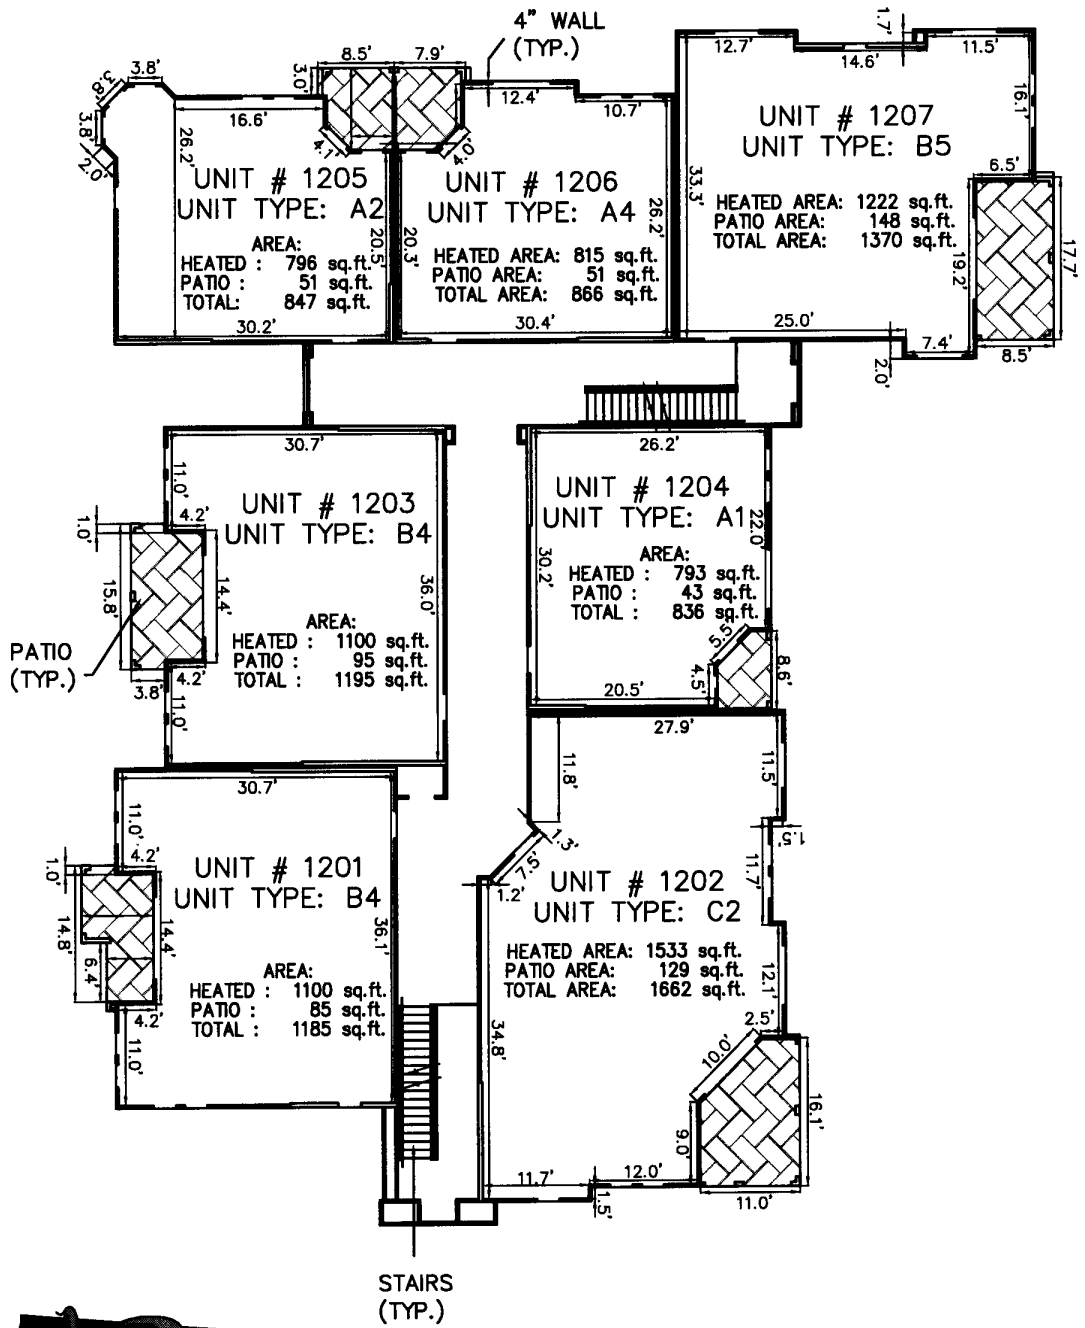 4" WALL
(TYP.)
8.5'
7.9'
3.0'
12.4'
10.7'
4.1'
4.0'
12.7'
14.6'
1.7'
11.5'
16.1'
3.8'
3.8'
3.8'
2.0'
26.2'
16.6'
UNIT # 1205
UNIT TYPE: A2
AREA:
HEATED : 796 sq.ft.
PATIO : 51 sq.ft.
TOTAL: 847 sq.ft.
20.5'
30.2'
UNIT # 1206
UNIT TYPE: A4
HEATED AREA: 815 sq.ft.
PATIO AREA: 51 sq.ft.
TOTAL AREA: 866 sq.ft.
20.3'
26.2'
30.4'
UNIT # 1207
UNIT TYPE: B5
HEATED AREA: 1222 sq.ft.
PATIO AREA: 148 sq.ft.
TOTAL AREA: 1370 sq.ft.
33.3'
6.5'
19.2'
17.7'
25.0'
2.0'
7.4'
8.5'
30.7'
11.0'
4.2'
1.0'
15.8'
14.4'
36.0'
UNIT # 1203
UNIT TYPE: B4
AREA:
HEATED : 1100 sq.ft.
PATIO : 95 sq.ft.
TOTAL : 1195 sq.ft.
PATIO
(TYP.)
3.8'
4.2'
11.0'
26.2'
UNIT # 1204
UNIT TYPE: A1
AREA:
HEATED : 793 sq.ft.
PATIO : 43 sq.ft.
TOTAL : 836 sq.ft.
30.2'
22.0'
5.5'
4.5'
8.6'
20.5'
30.7'
11.0'
4.2'
1.0'
14.8'
6.4'
14.4'
36.1'
UNIT # 1201
UNIT TYPE: B4
AREA:
HEATED : 1100 sq.ft.
PATIO : 85 sq.ft.
TOTAL : 1185 sq.ft.
4.2'
11.0'
27.9'
11.8'
11.5'
1.3'
7.5'
1.2'
1.5'
11.7'
UNIT # 1202
UNIT TYPE: C2
HEATED AREA: 1533 sq.ft.
PATIO AREA: 129 sq.ft.
TOTAL AREA: 1662 sq.ft.
12.1'
2.5'
10.0'
34.8'
16.1'
9.0'
11.7'
12.0'
1.5'
11.0'
STAIRS
(TYP.)